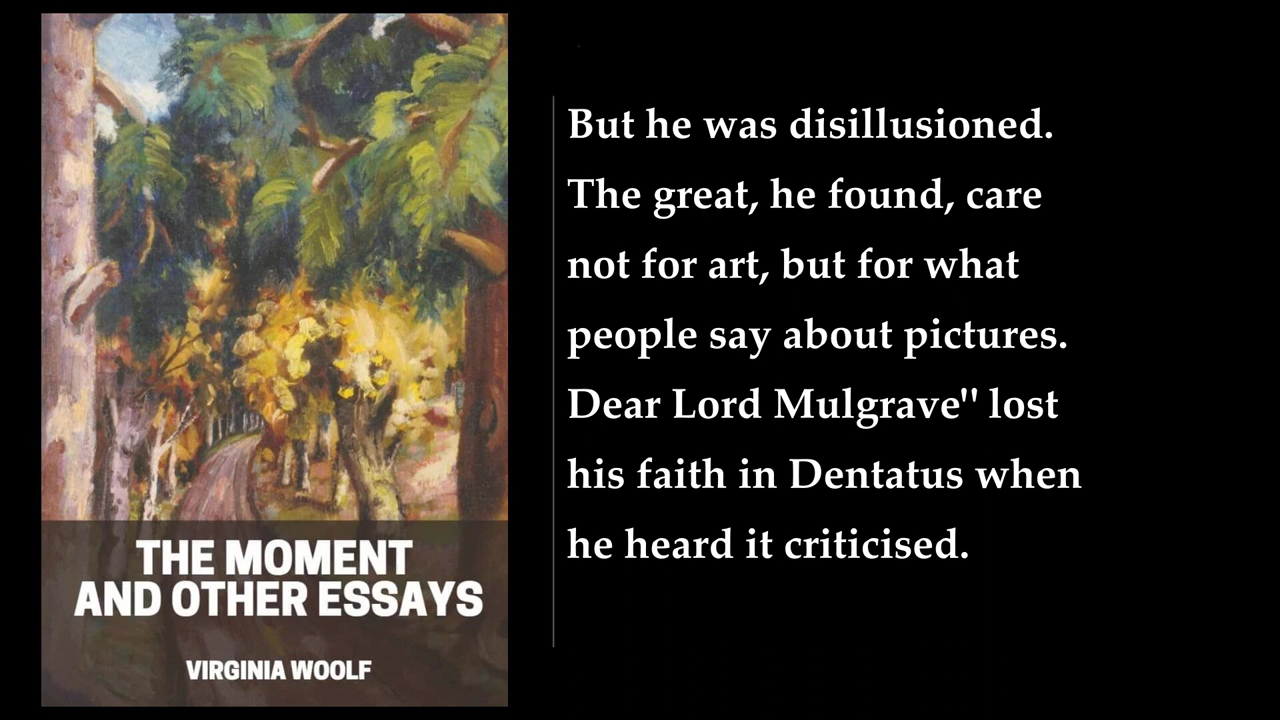 THE MOMENT
AND OTHER ESSAYS
VIRGINIA WOOLF
But he was disillusioned.
The great, he found, care
not for art, but for what
people say about pictures.
Dear Lord Mulgrave" lost
his faith in Dentatus when
he heard it criticised.